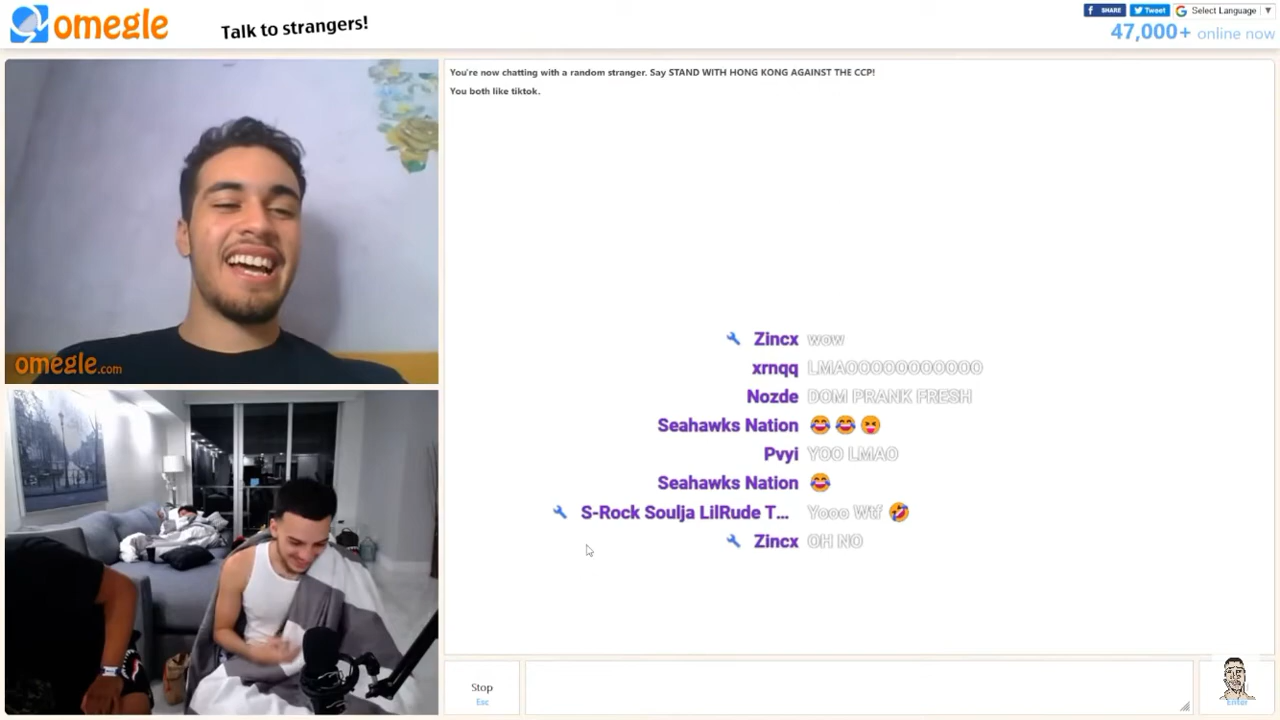 omegle
Talk to strangers!
SHARE
Tweet
Select Language
47,000+ online now
You're now chatting with a random stranger. Say STAND WITH HONG KONG AGAINST THE CCP!
You both like tiktok.
omegle.com
Zincx wow
xrnqq LMAOOOOOOOOOOO
Nozde DOM PRANK FRESH
Seahawks Nation 😂😂😝
Pvyi YOO LMAO
Seahawks Nation 😂
S-Rock Soulja LilRude T... Yooo Wtf 🤣
Zincx OH NO
Stop
Esc
Enter